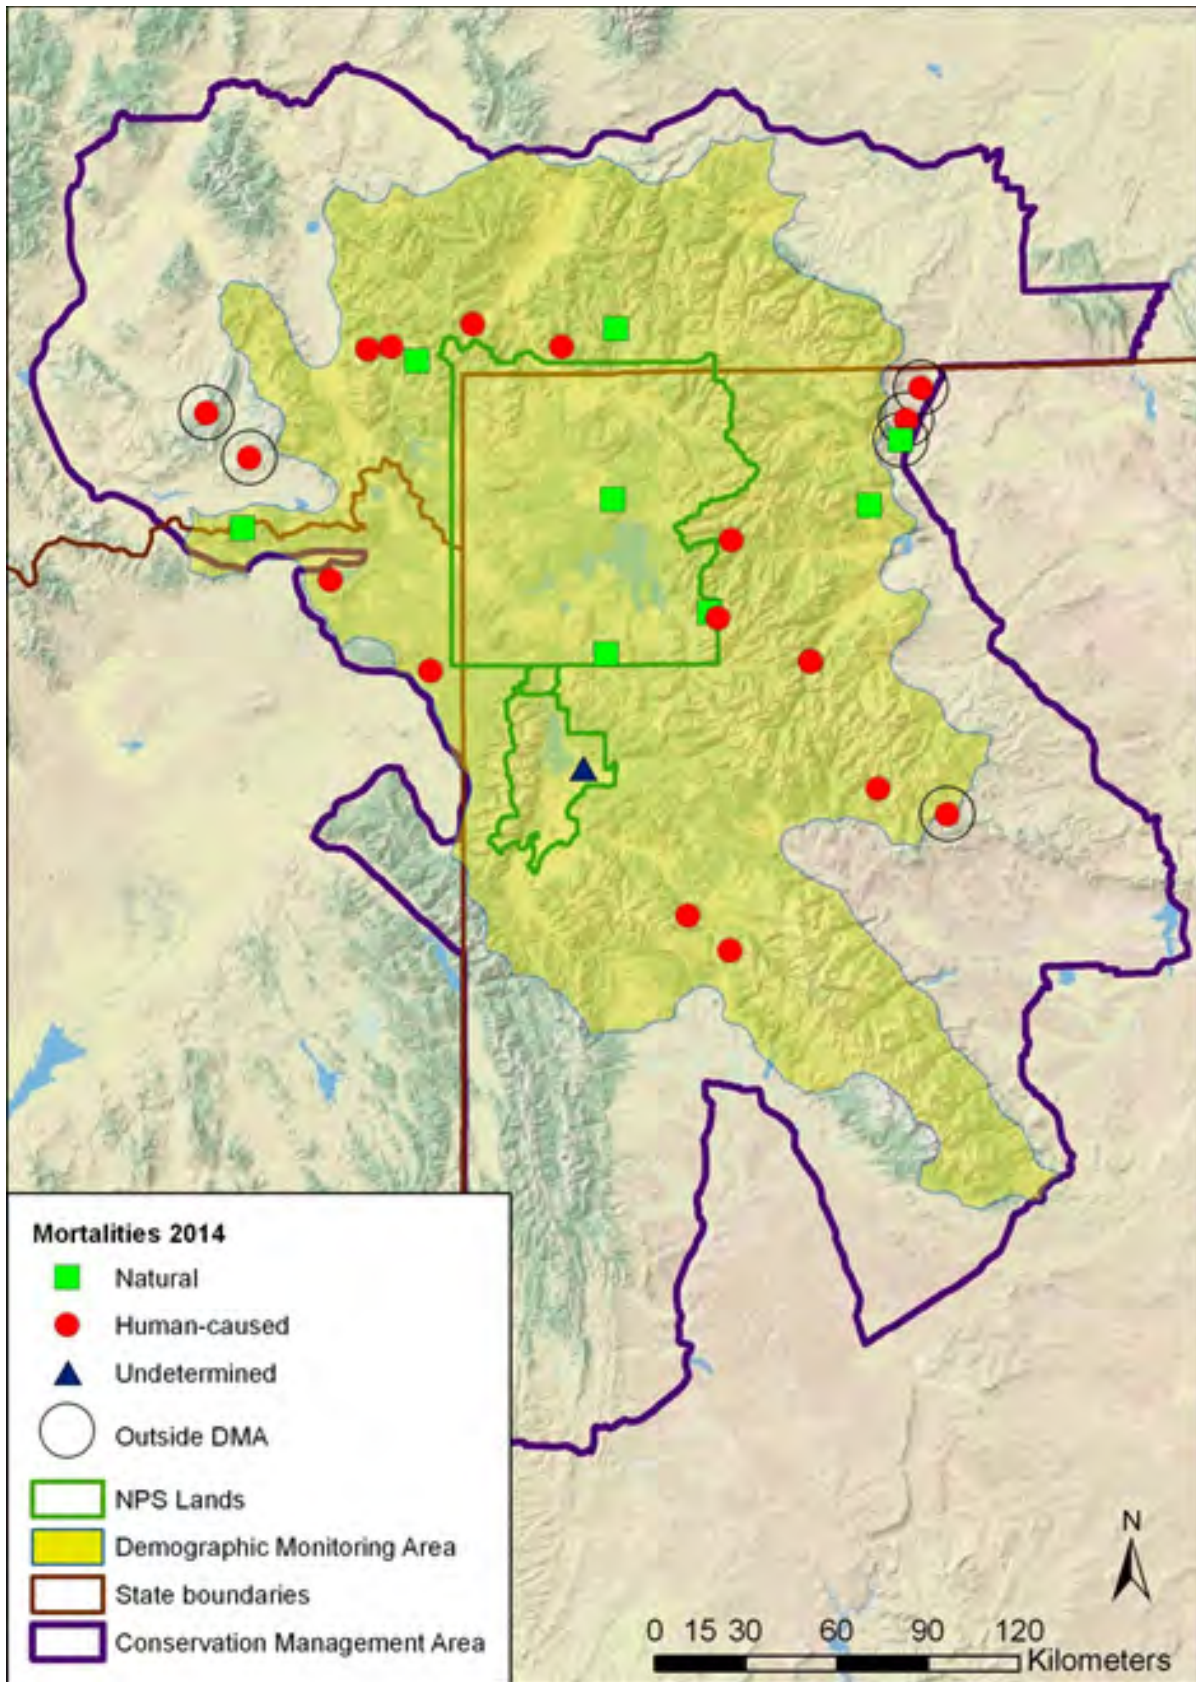 Mortalities 2014
Natural
Human-caused
Undetermined
Outside DMA
NPS Lands
Demographic Monitoring Area
State boundaries
Conservation Management Area
N
0 15 30 60 90 120
Kilometers